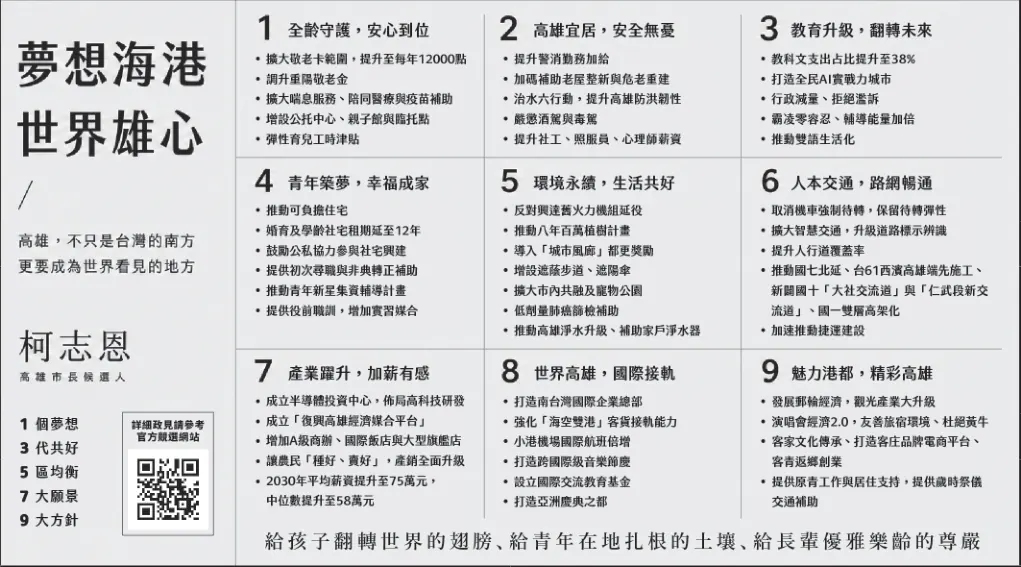 夢想海港
世界雄心
高雄，不只是台灣的南方
更要成為世界看見的地方
柯志恩
高雄市長候選人
1 個夢想
3 代共好
5 區均衡
7 大願景
9 大方針
詳細政見請參考
官方競選網站
1 全齡守護，安心到位
• 擴大敬老卡範圍，提升至每年12000點
• 調升重陽敬老金
• 擴大喘息服務、陪同醫療與疫苗補助
• 增設公托中心、親子館與臨托點
• 彈性育兒工時津貼
2 高雄宜居，安全無憂
• 提升警消勤務加給
• 加碼補助老屋整新與危老重建
• 治水六行動，提升高雄防洪韌性
• 嚴懲酒駕與毒駕
• 提升社工、照服員、心理師薪資
3 教育升級，翻轉未來
• 教科文支出占比提升至38%
• 打造全民AI實戰力城市
• 行政減量、拒絕濫訴
• 霸凌零容忍、輔導能量加倍
• 推動雙語生活化
4 青年築夢，幸福成家
• 推動可負擔住宅
• 婚育及學齡社宅租期延至12年
• 鼓勵公私協力參與社宅興建
• 提供初次尋職與非典轉正補助
• 推動青年新星集資輔導計畫
• 提供役前職訓，增加實習媒合
5 環境永續，生活共好
• 反對興達舊火力機組延役
• 推動八年百萬植樹計畫
• 導入「城市風廊」都更獎勵
• 增設遮蔭步道、遮陽傘
• 擴大市內共融及寵物公園
• 低劑量肺癌篩檢補助
• 推動高雄淨水升級、補助家戶淨水器
6 人本交通，路網暢通
• 取消機車強制待轉，保留待轉彈性
• 擴大智慧交通，升級道路標示辨識
• 提升人行道覆蓋率
• 推動國七北延、台61西濱高雄端先施工、
新闢國十「大社交流道」與「仁武段新交
流道」、國一雙層高架化
• 加速推動捷運建設
7 產業躍升，加薪有感
• 成立半導體投資中心，佈局高科技研發
• 成立「復興高雄經濟媒合平台」
• 增加A級商辦、國際飯店與大型旗艦店
• 讓農民「種好、賣好」，產銷全面升級
• 2030年平均薪資提升至75萬元，
中位數提升至58萬元
8 世界高雄，國際接軌
• 打造南台灣國際企業總部
• 強化「海空雙港」客貨接軌能力
• 小港機場國際航班倍增
• 打造跨國際級音樂節慶
• 設立國際交流教育基金
• 打造亞洲慶典之都
9 魅力港都，精彩高雄
• 發展郵輪經濟，觀光產業大升級
• 演唱會經濟2.0，友善旅宿環境、杜絕黃牛
• 客家文化傳承、打造客庄品牌電商平台、
客青返鄉創業
• 提供原青工作與居住支持，提供歲時祭儀
交通補助
給孩子翻轉世界的翅膀、給青年在地扎根的土壤、給長輩優雅樂齡的尊嚴